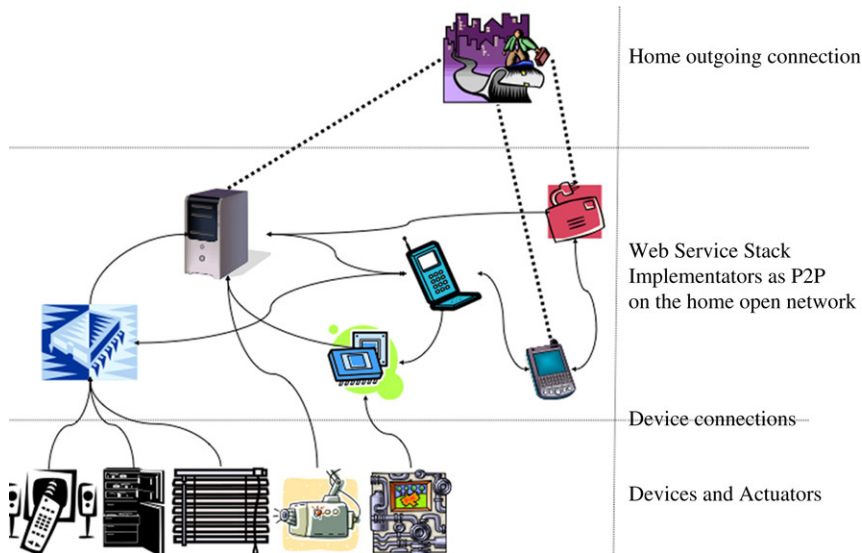 Home outgoing connection
Web Service Stack
Implementators as P2P
on the home open network
Device connections
Devices and Actuators